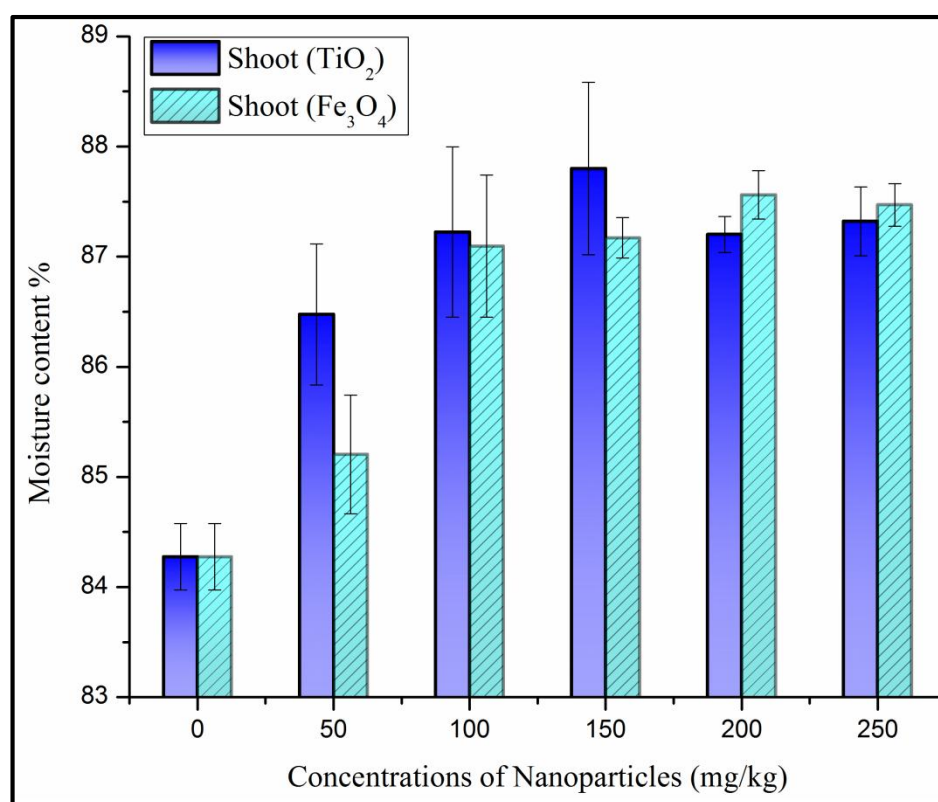 Shoot (TiO₂)
Shoot (Fe₃O₄)
89
88
87
86
85
84
83
Moisture content %
0 50 100 150 200 250
Concentrations of Nanoparticles (mg/kg)